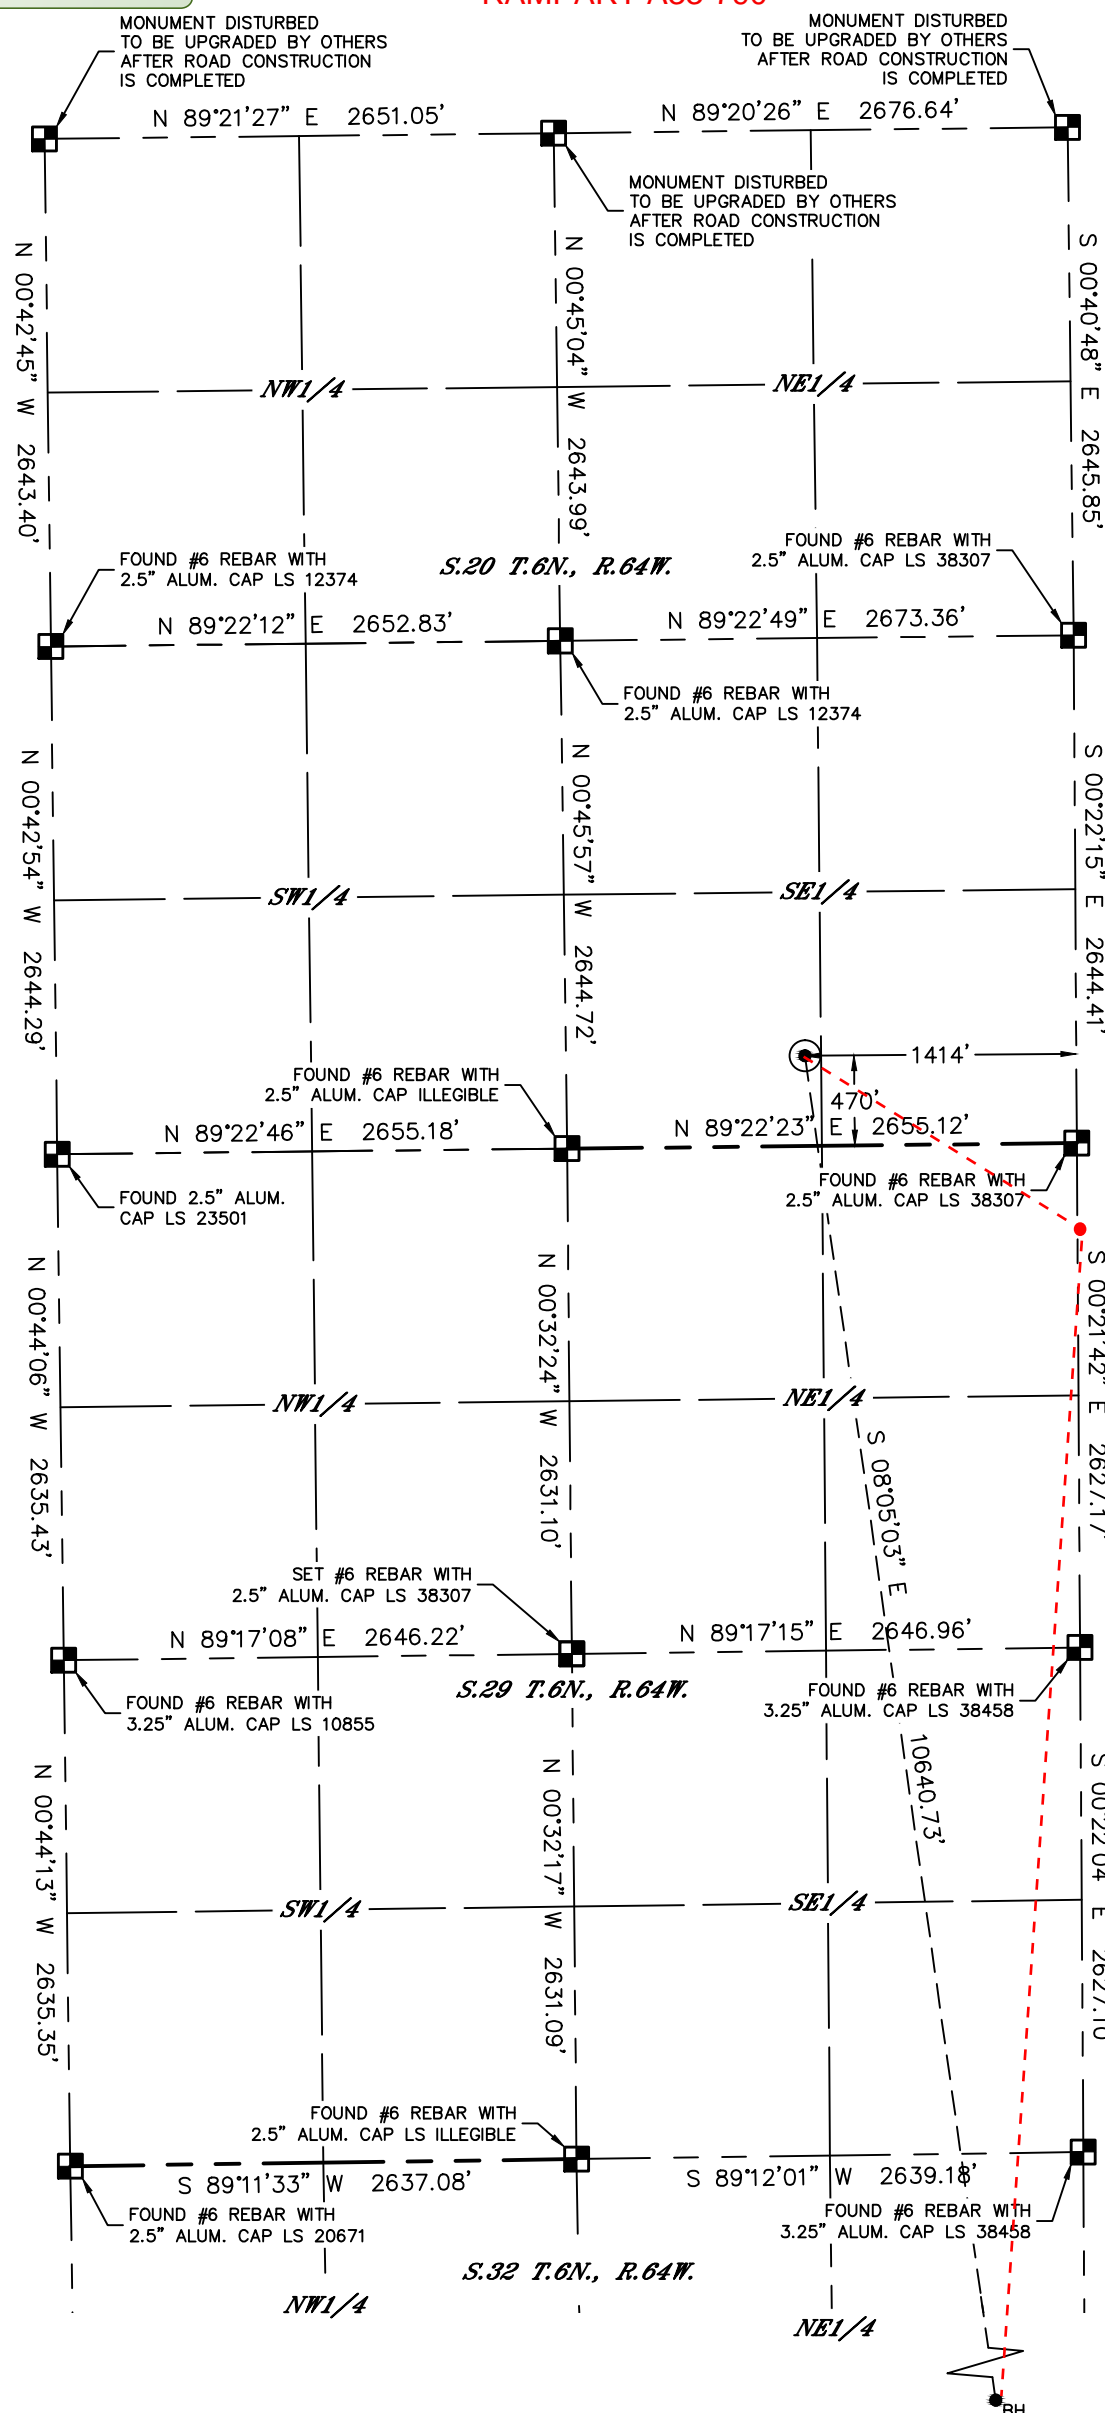 MONUMENT DISTURBED
TO BE UPGRADED BY OTHERS
AFTER ROAD CONSTRUCTION
IS COMPLETED
MONUMENT DISTURBED
TO BE UPGRADED BY OTHERS
AFTER ROAD CONSTRUCTION
IS COMPLETED
N 89°21'27" E 2651.05'
N 89°20'26" E 2676.64'
MONUMENT DISTURBED
TO BE UPGRADED BY OTHERS
AFTER ROAD CONSTRUCTION
IS COMPLETED
N 00°42'45" W 2643.40'
N 00°45'04" W 2643.99'
S 00°40'48" E 2645.85'
NW1/4
NE1/4
FOUND #6 REBAR WITH
2.5" ALUM. CAP LS 12374
S.20 T.6N., R.64W.
FOUND #6 REBAR WITH
2.5" ALUM. CAP LS 38307
N 89°22'12" E 2652.83'
N 89°22'49" E 2673.36'
FOUND #6 REBAR WITH
2.5" ALUM. CAP LS 12374
N 00°42'54" W 2644.29'
N 00°45'57" W 2644.72'
S 00°22'15" E 2644.41'
SW1/4
SE1/4
1414'
470'
FOUND #6 REBAR WITH
2.5" ALUM. CAP ILLEGIBLE
N 89°22'46" E 2655.18'
N 89°22'23" E 2655.12'
FOUND 2.5" ALUM.
CAP LS 23501
FOUND #6 REBAR WITH
2.5" ALUM. CAP LS 38307
N 00°44'06" W 2635.43'
N 00°32'24" W 2631.10'
S 00°21'42" E 2627.17'
NW1/4
NE1/4
S 08°05'03" E 10640.73'
SET #6 REBAR WITH
2.5" ALUM. CAP LS 38307
N 89°17'08" E 2646.22'
N 89°17'15" E 2646.96'
S.29 T.6N., R.64W.
FOUND #6 REBAR WITH
3.25" ALUM. CAP LS 10855
FOUND #6 REBAR WITH
3.25" ALUM. CAP LS 38458
N 00°44'13" W 2635.35'
N 00°32'17" W 2631.09'
S 00°22'04" E 2627.10'
SW1/4
SE1/4
FOUND #6 REBAR WITH
2.5" ALUM. CAP LS ILLEGIBLE
S 89°11'33" W 2637.08'
S 89°12'01" W 2639.18'
FOUND #6 REBAR WITH
2.5" ALUM. CAP LS 20671
FOUND #6 REBAR WITH
3.25" ALUM. CAP LS 38458
S.32 T.6N., R.64W.
NW1/4
NE1/4
BH